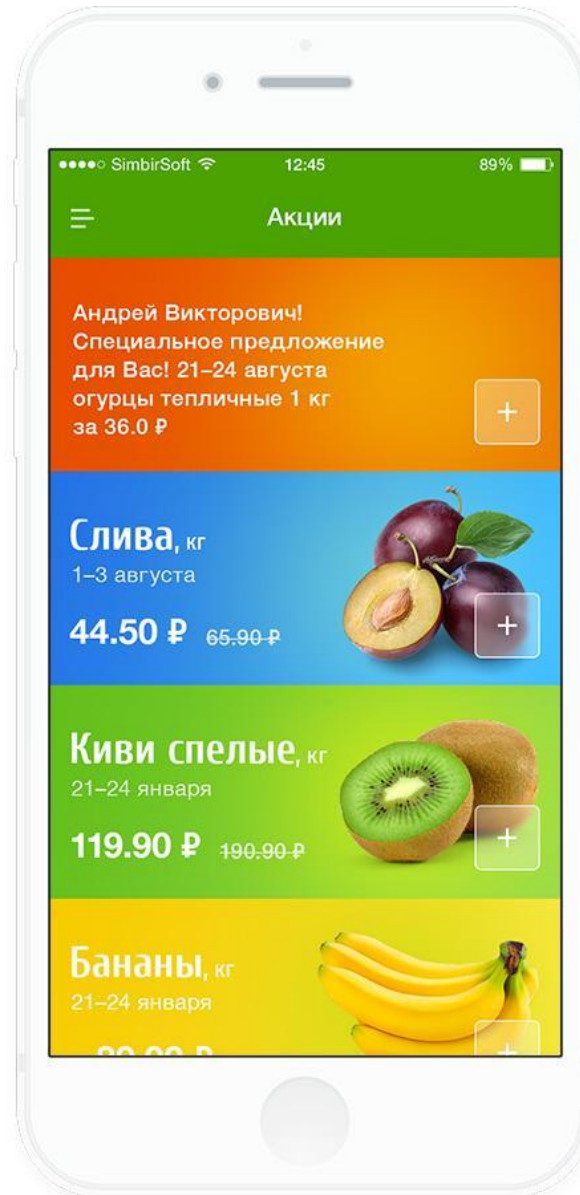 SimbirSoft 12:45 89%
Акции
Андрей Викторович!
Специальное предложение
для Вас! 21–24 августа
огурцы тепличные 1 кг
за 36.0 ₽
+
Слива, кг
1–3 августа
44.50 ₽ 65.90 ₽
+
Киви спелые, кг
21–24 января
119.90 ₽ 190.90 ₽
+
Бананы, кг
21–24 января
+